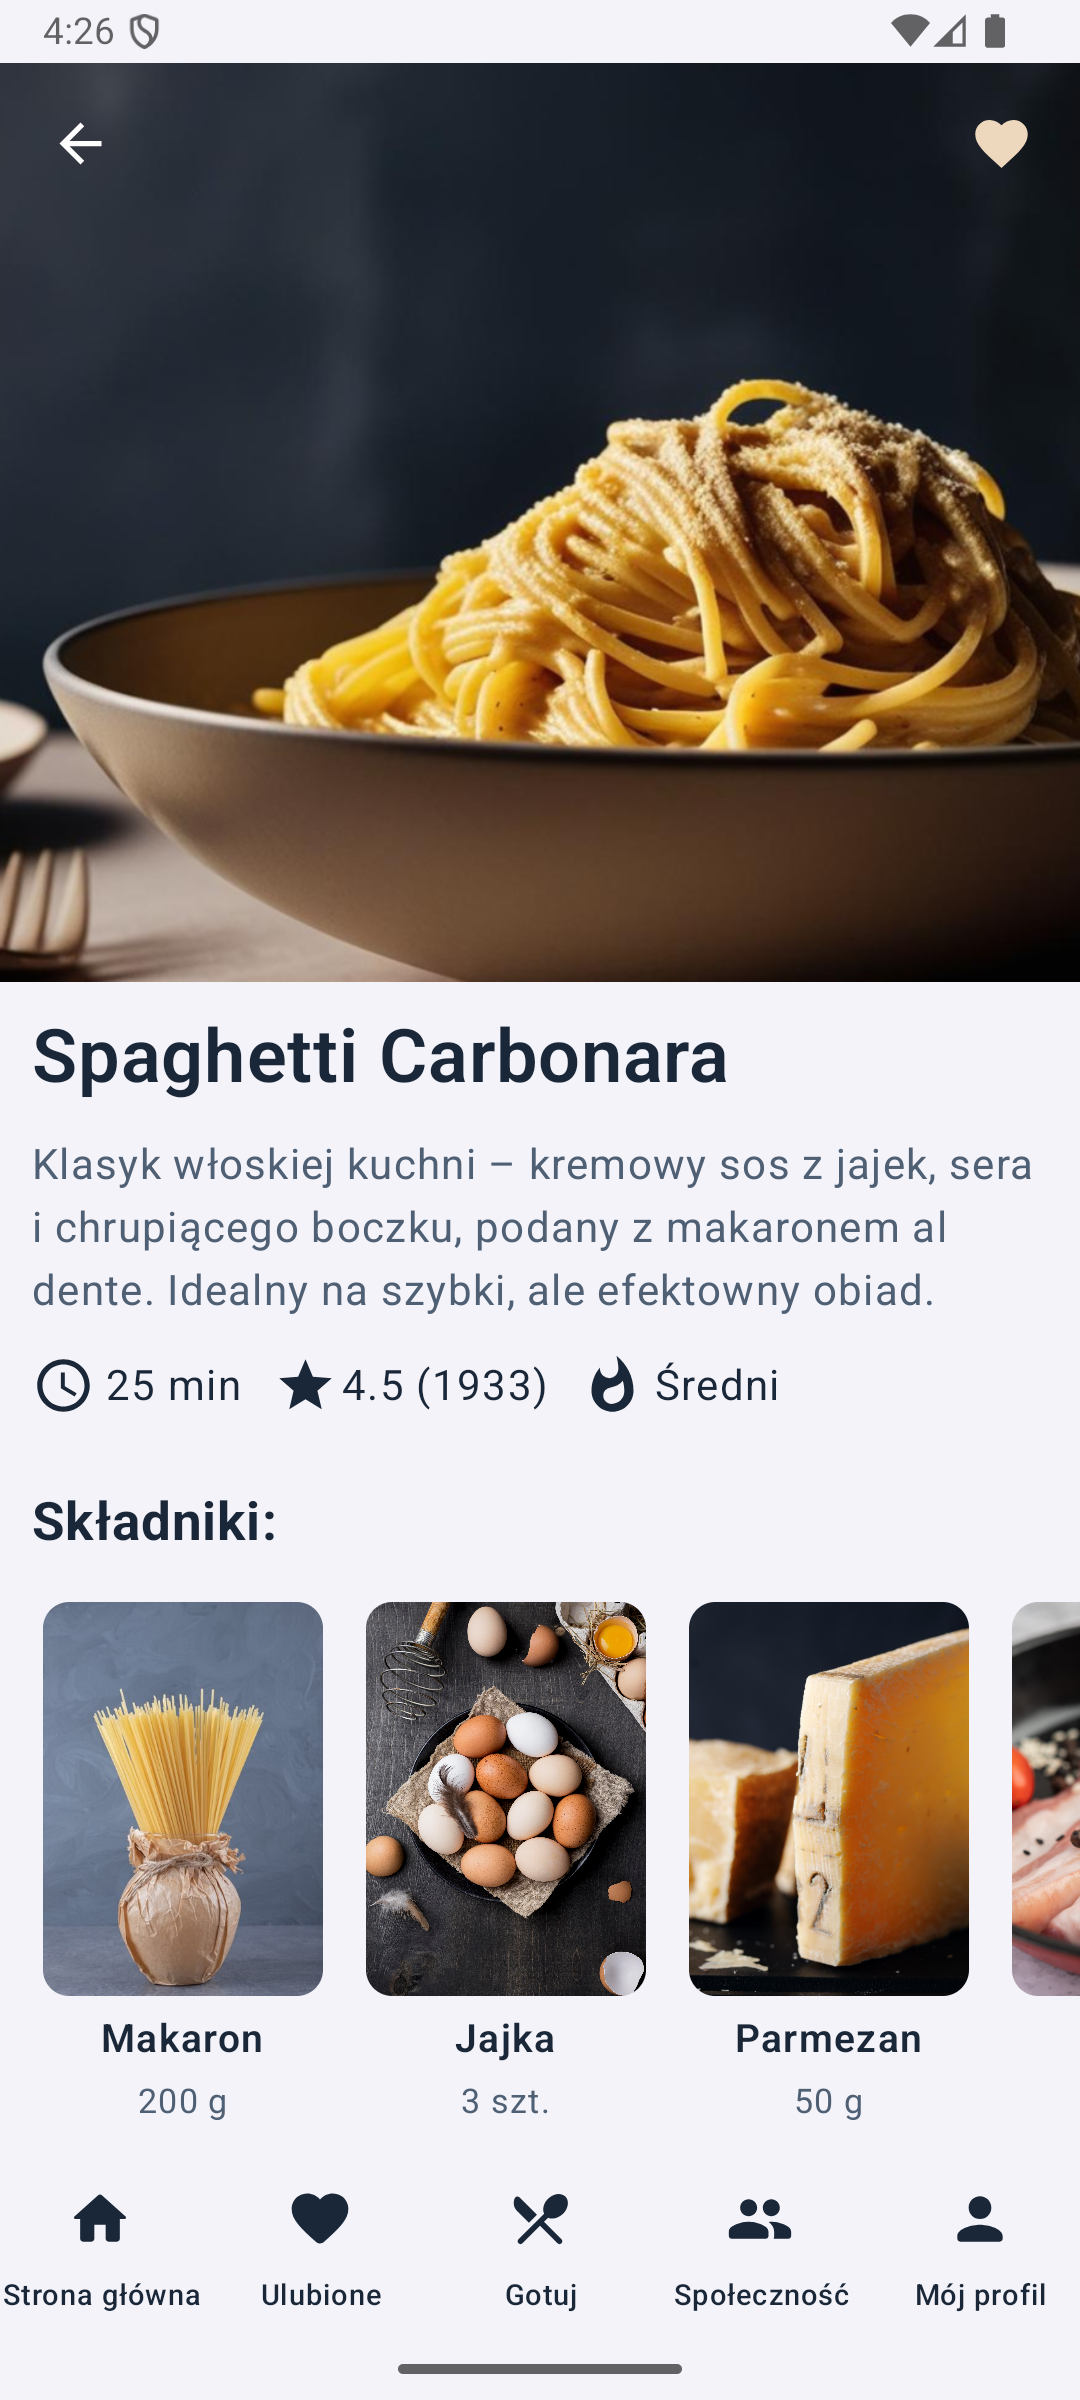 4:26
Spaghetti Carbonara
Klasyk włoskiej kuchni – kremowy sos z jajek, sera
i chrupiącego boczku, podany z makaronem al
dente. Idealny na szybki, ale efektowny obiad.
25 min 4.5 (1933) Średni
Składniki:
Makaron Jajka Parmezan
200 g 3 szt. 50 g
Strona główna Ulubione Gotuj Społeczność Mój profil